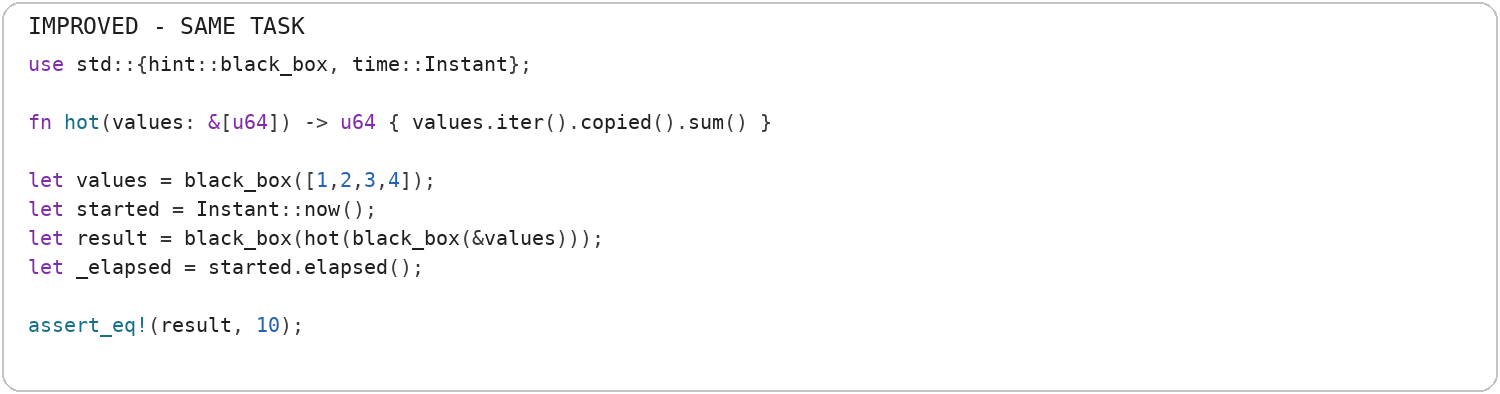 IMPROVED - SAME TASK
use std::{hint::black_box, time::Instant};
fn hot(values: &[u64]) -> u64 { values.iter().copied().sum() }
let values = black_box([1,2,3,4]);
let started = Instant::now();
let result = black_box(hot(black_box(&values)));
let _elapsed = started.elapsed();
assert_eq!(result, 10);